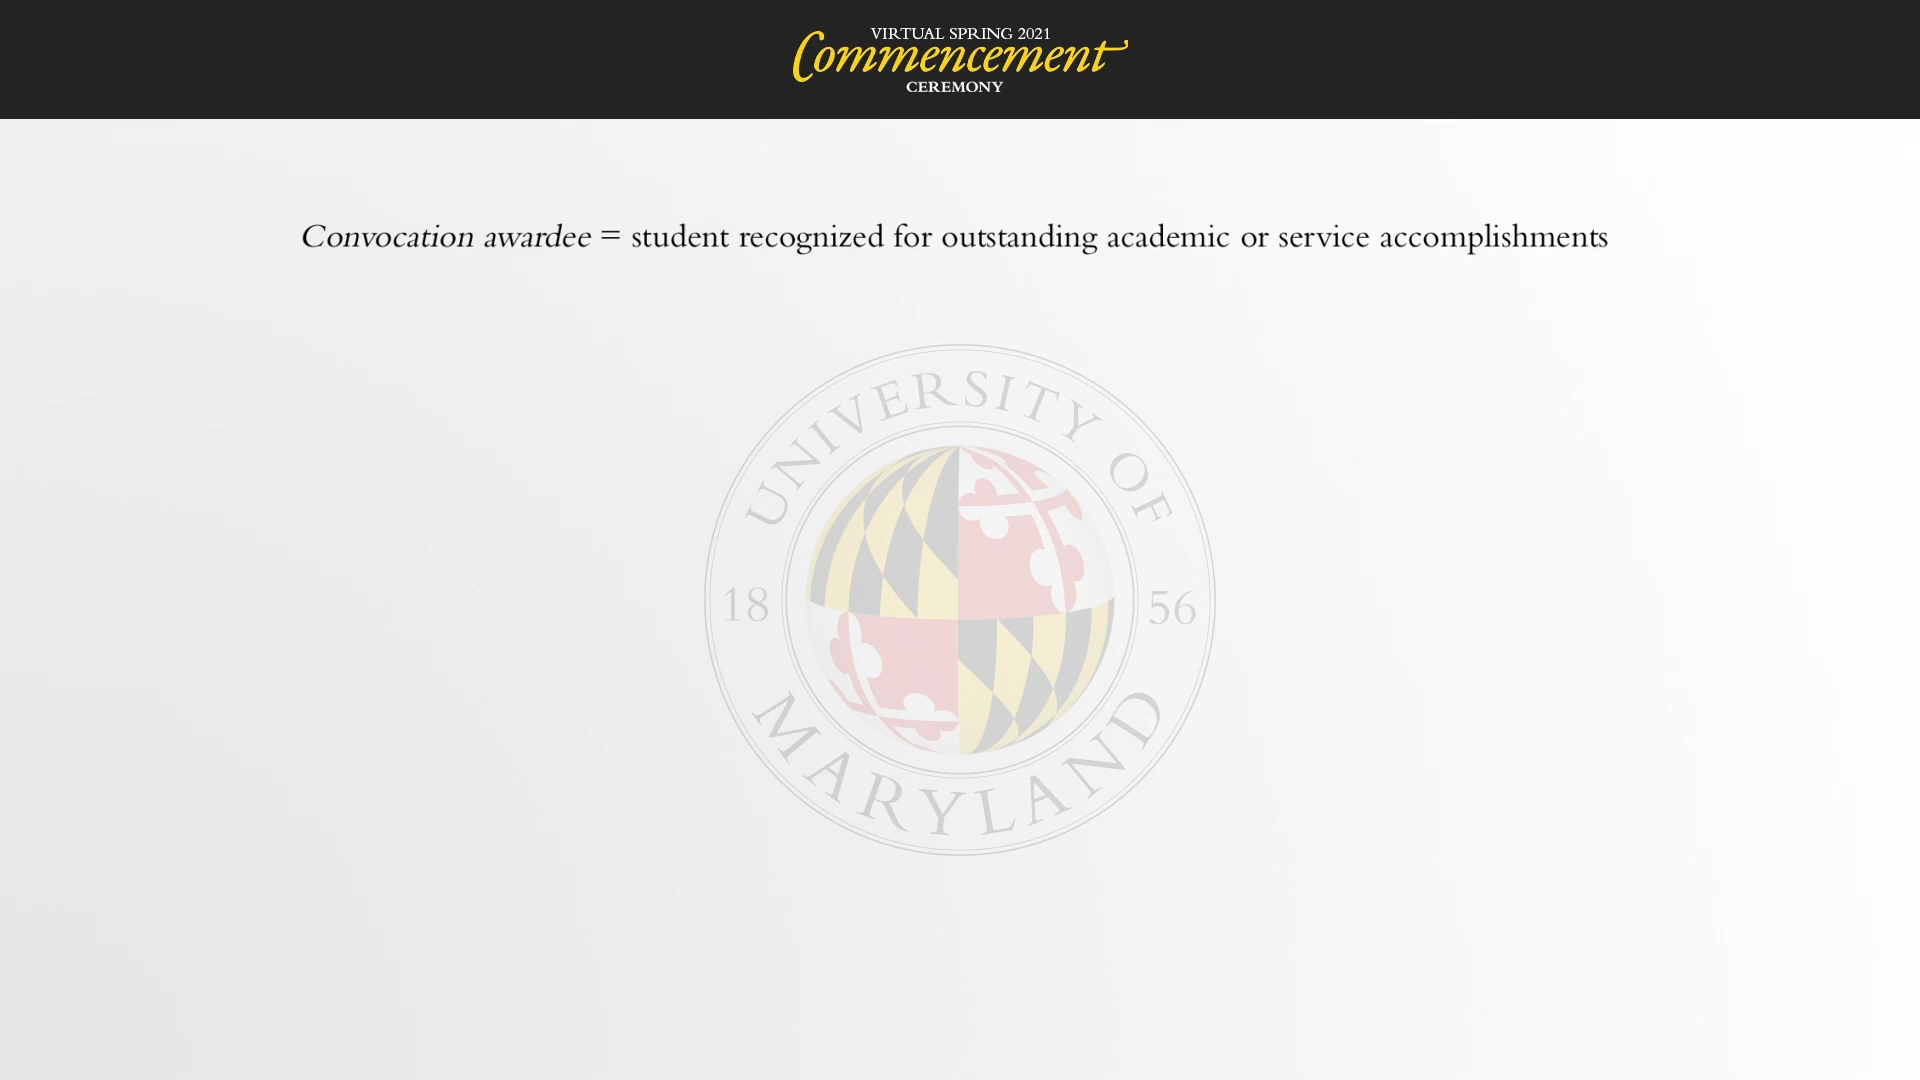 VIRTUAL SPRING 2021
Commencement
CEREMONY
Convocation awardee = student recognized for outstanding academic or service accomplishments
UNIVERSITY OF
18 56
MARYLAND